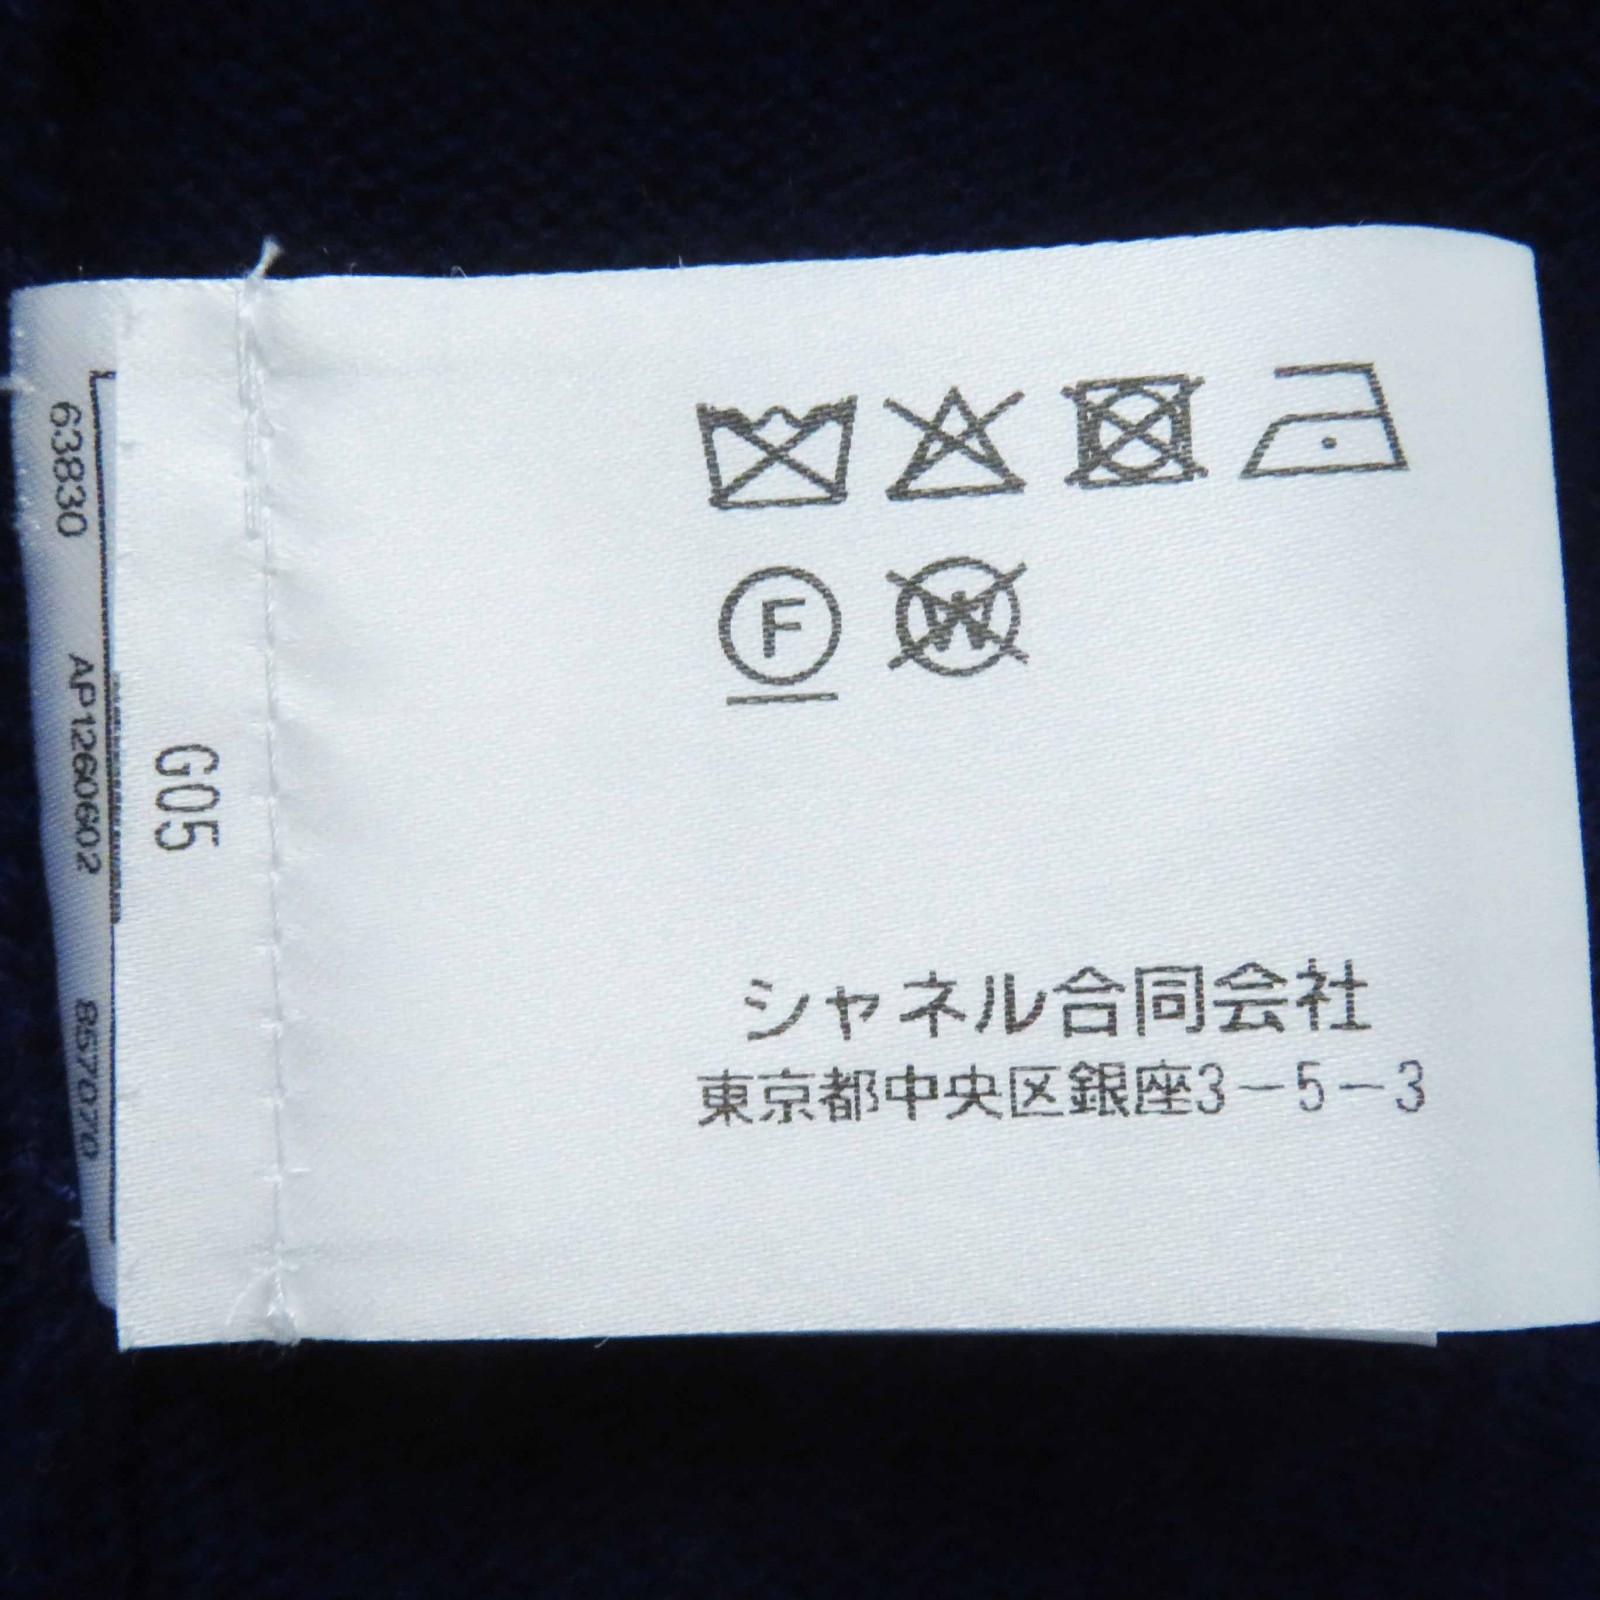 F W
シャネル合同会社
東京都中央区銀座3-5-3
G05
63830 AP1260602 857070